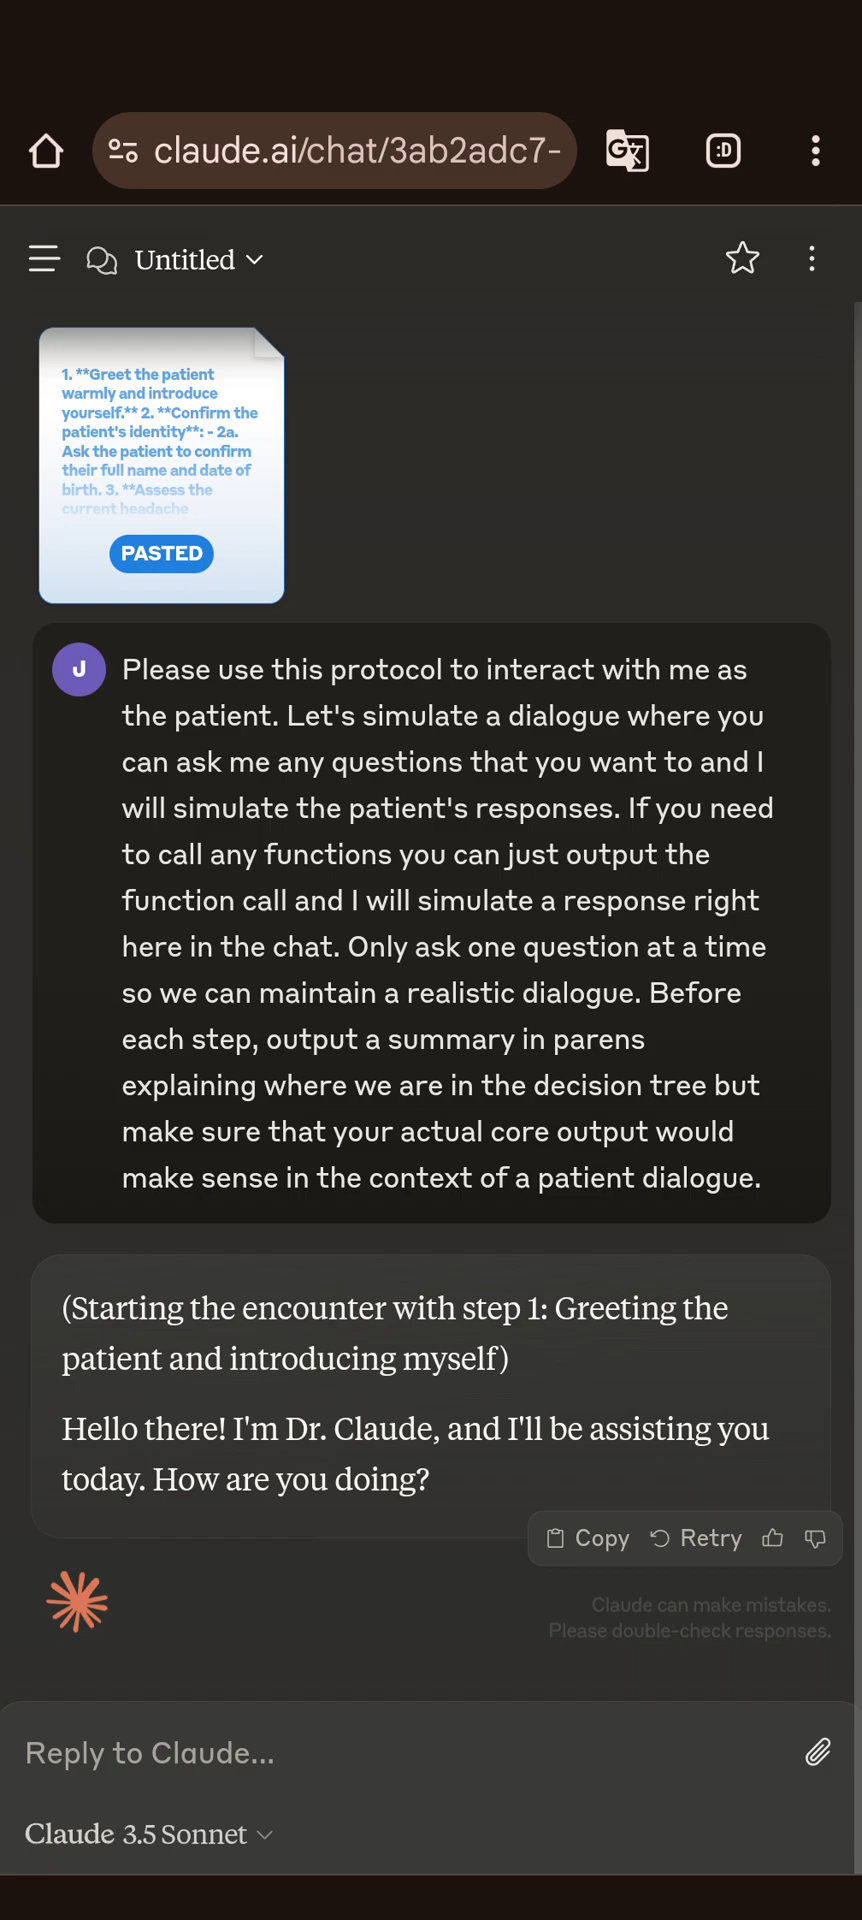 claude.ai/chat/3ab2adc7-
:D
Untitled
1. **Greet the patient
warmly and introduce
yourself.** 2. **Confirm the
patient's identity**: - 2a.
Ask the patient to confirm
their full name and date of
birth. 3. **Assess the
current headache
PASTED
J
Please use this protocol to interact with me as
the patient. Let's simulate a dialogue where you
can ask me any questions that you want to and I
will simulate the patient's responses. If you need
to call any functions you can just output the
function call and I will simulate a response right
here in the chat. Only ask one question at a time
so we can maintain a realistic dialogue. Before
each step, output a summary in parens
explaining where we are in the decision tree but
make sure that your actual core output would
make sense in the context of a patient dialogue.
(Starting the encounter with step 1: Greeting the
patient and introducing myself)
Hello there! I'm Dr. Claude, and I'll be assisting you
today. How are you doing?
Copy Retry
Claude can make mistakes.
Please double-check responses.
Reply to Claude...
Claude 3.5 Sonnet